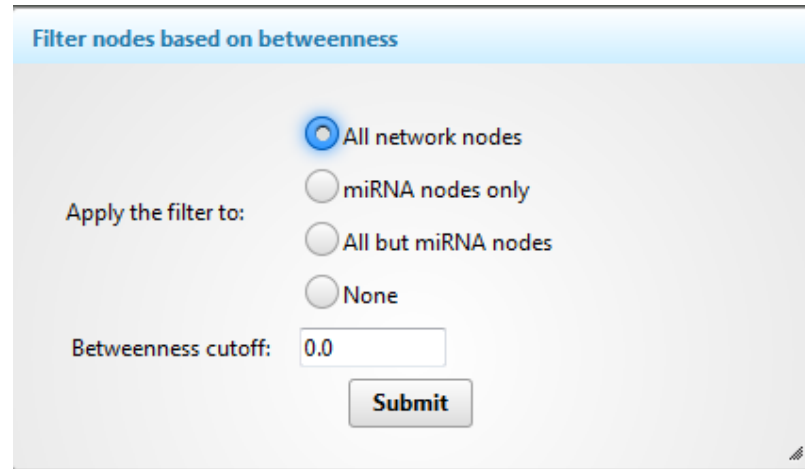 Filter nodes based on betweenness
All network nodes
miRNA nodes only
Apply the filter to:
All but miRNA nodes
None
Betweenness cutoff: 0.0
Submit